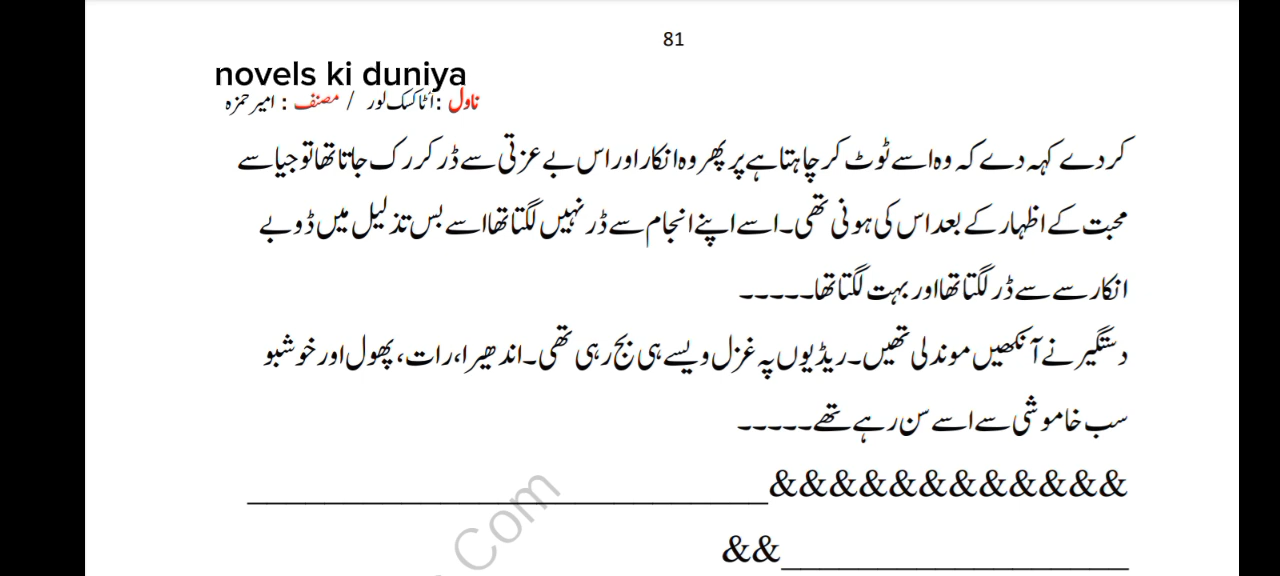 81
novels ki duniya
ناول : اٹاکسک لور / مصنف : امیر حمزہ
کر دے کہہ دے کہ وہ اسے ٹوٹ کر چاہتا ہے پر پھر وہ انکار اور اس بے عزتی سے ڈر کر رک جاتا تھا تو جیا سے
محبت کے اظہار کے بعد اس کی ہونی تھی۔ اسے اپنے انجام سے ڈر نہیں لگتا تھا اسے بس تذلیل میں ڈوبے
انکار سے سے ڈر لگتا تھا اور بہت لگتا تھا۔۔۔۔۔
دستگیر نے آنکھیں موند لی تھیں۔ ریڈیوں پہ غزل ویسے ہی بج رہی تھی۔ اندھیرا، رات، پھول اور خوشبو
سب خاموشی سے اسے سن رہے تھے۔۔۔۔۔
&&&&&&&&&&&&__________________________
__________________&&
Com